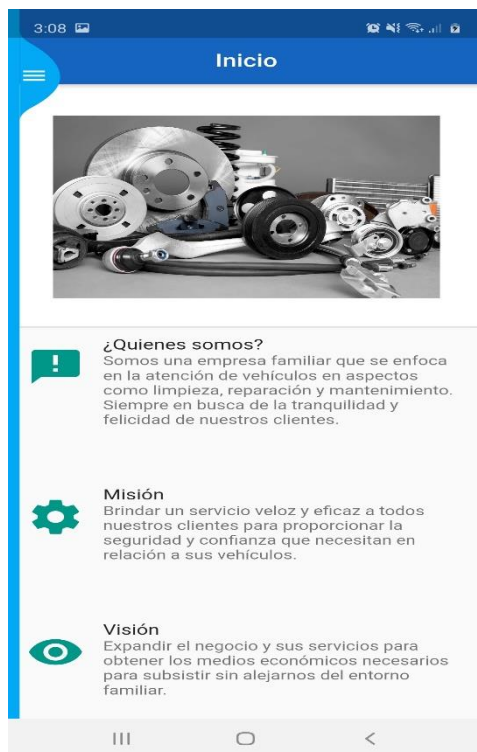 3:08
Inicio
¿Quienes somos?
Somos una empresa familiar que se enfoca
en la atención de vehículos en aspectos
como limpieza, reparación y mantenimiento.
Siempre en busca de la tranquilidad y
felicidad de nuestros clientes.
Misión
Brindar un servicio veloz y eficaz a todos
nuestros clientes para proporcionar la
seguridad y confianza que necesitan en
relación a sus vehículos.
Visión
Expandir el negocio y sus servicios para
obtener los medios económicos necesarios
para subsistir sin alejarnos del entorno
familiar.